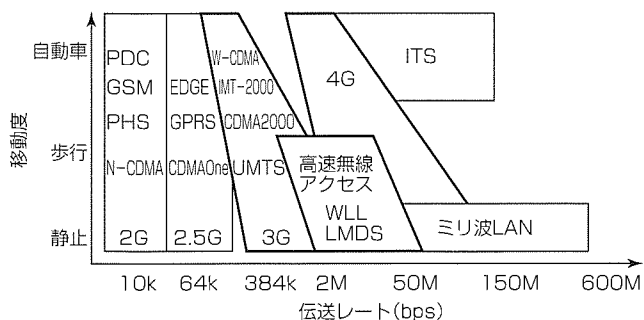 自動車
歩行
静止
移動度
PDC
GSM
PHS
N-CDMA
2G
EDGE
GPRS
CDMAOne
2.5G
W-CDMA
IMT-2000
CDMA2000
UMTS
3G
高速無線
アクセス
WLL
LMDS
4G
ITS
ミリ波LAN
10k 64k 384k 2M 50M 150M 600M
伝送レート(bps)